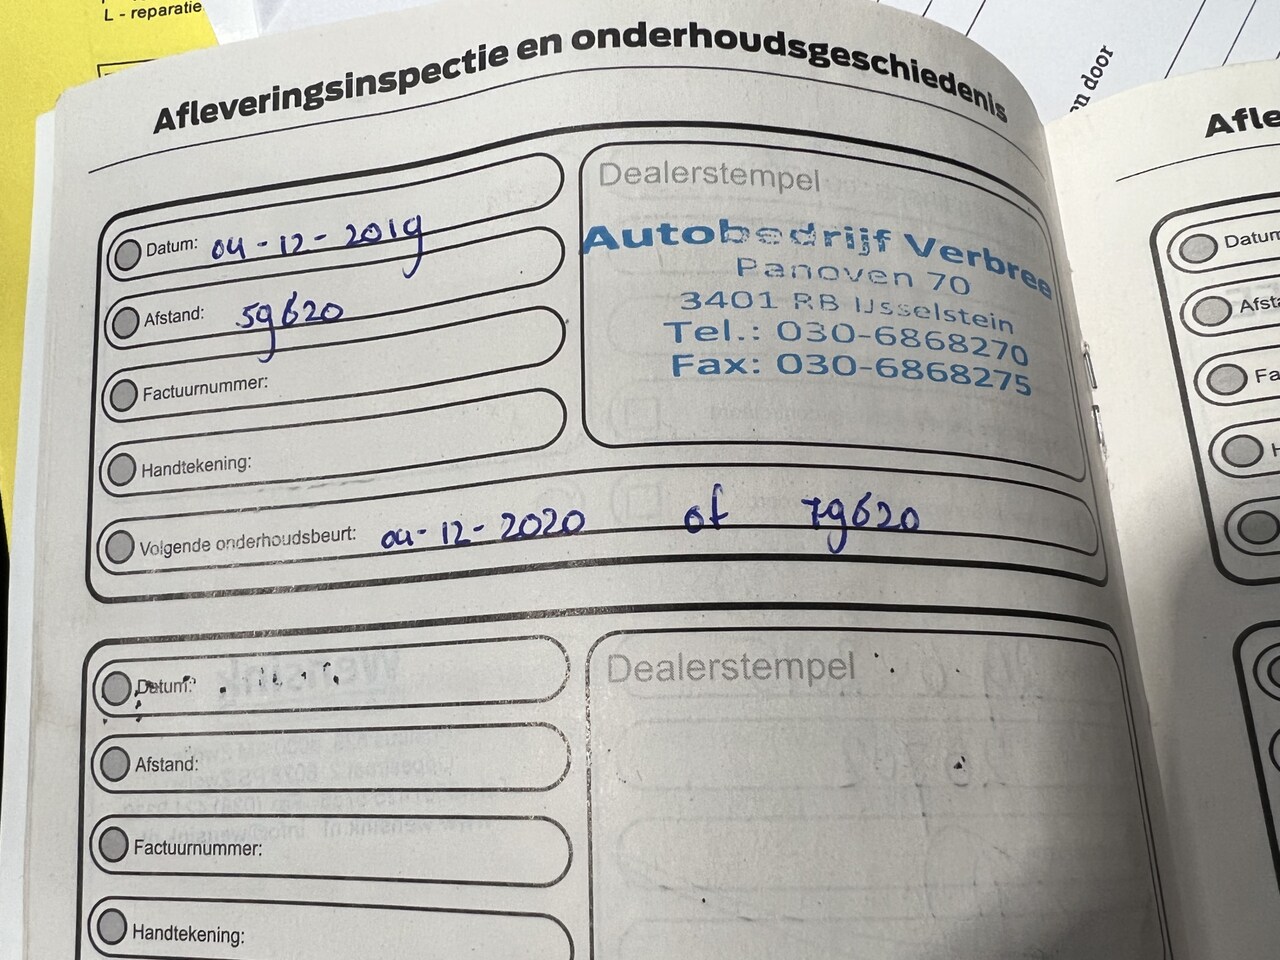 L - reparatie
n door
Afleveringsinspectie en onderhoudsgeschiedenis
Datum: 04-12-2019
Afstand: 59620
Factuurnummer:
Handtekening:
Volgende onderhoudsbeurt: 04-12-2020 of 79620
Dealerstempel
Autobedrijf Verbree
Panoven 70
3401 RB IJsselstein
Tel.: 030-6868270
Fax: 030-6868275
Datum:
Afstand:
Factuurnummer:
Handtekening:
Dealerstempel
Afle
Datum
Afsta
Fa
H